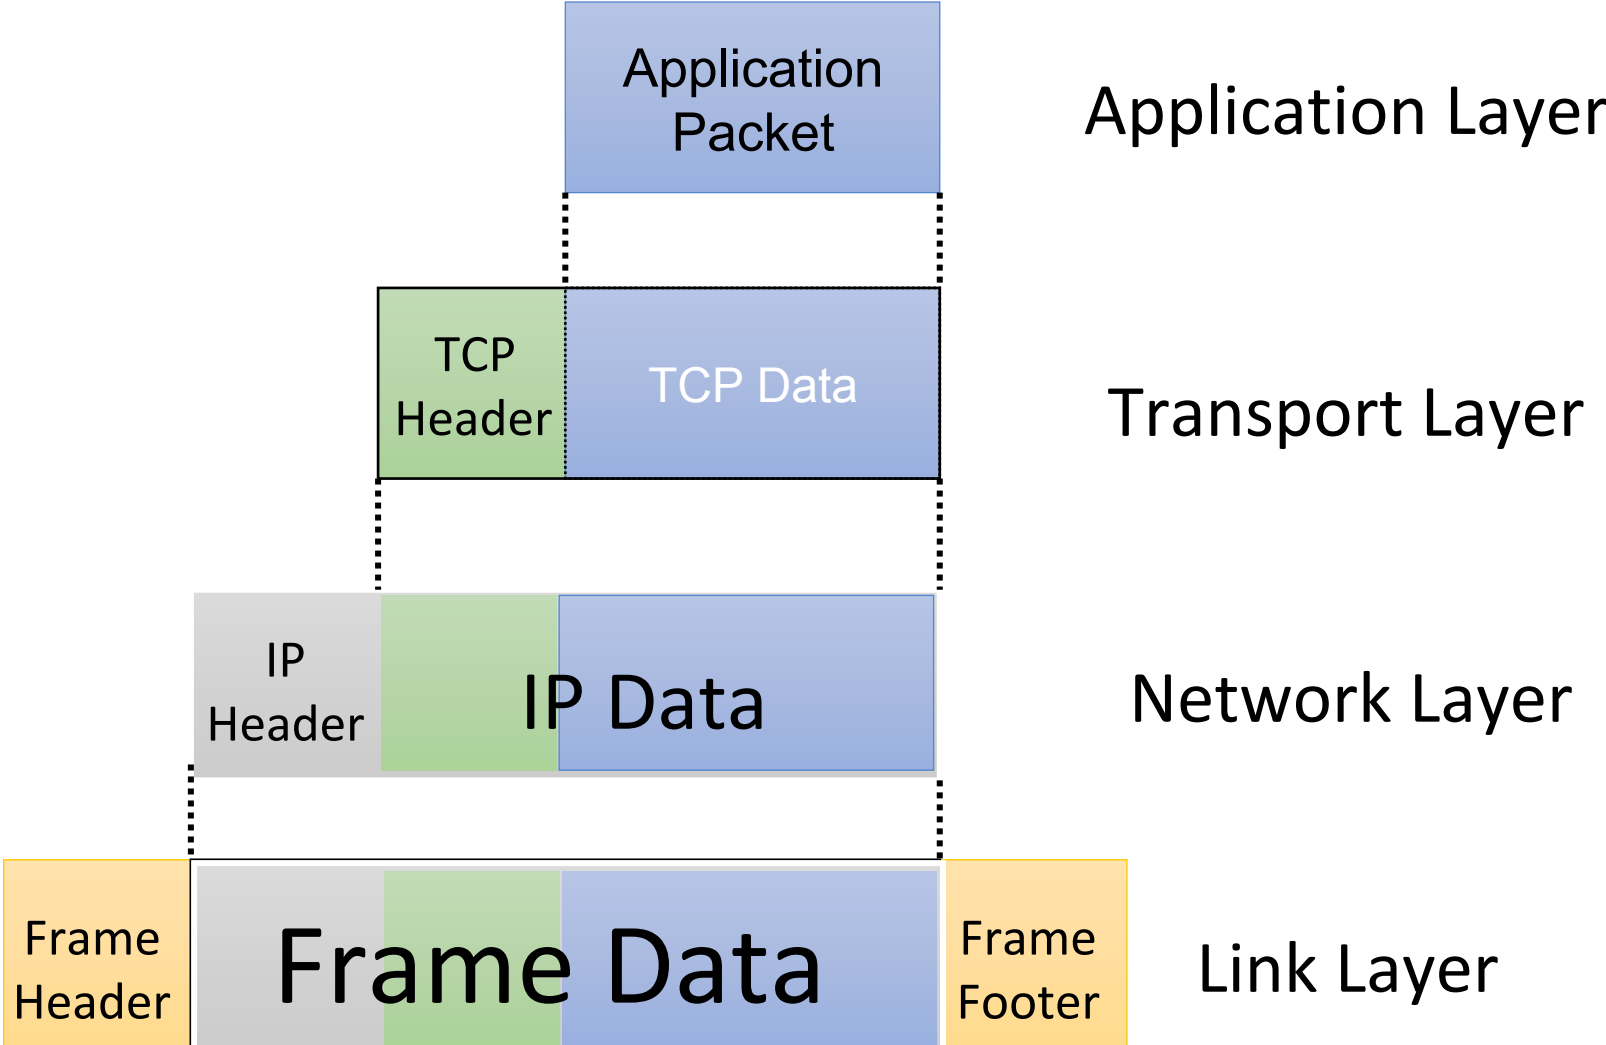 Application
Packet
Application Layer
TCP
Header
TCP Data
Transport Layer
IP
Header
IP Data
Network Layer
Frame
Header
Frame Data
Frame
Footer
Link Layer